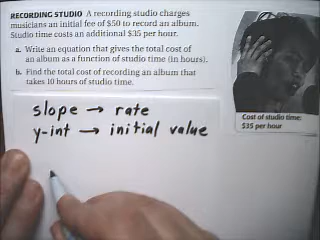 RECORDING STUDIO A recording studio charges
musicians an initial fee of $50 to record an album.
Studio time costs an additional $35 per hour.
a. Write an equation that gives the total cost of
an album as a function of studio time (in hours).
b. Find the total cost of recording an album that
takes 10 hours of studio time.
Cost of studio time:
$35 per hour
slope → rate
y-int → initial value